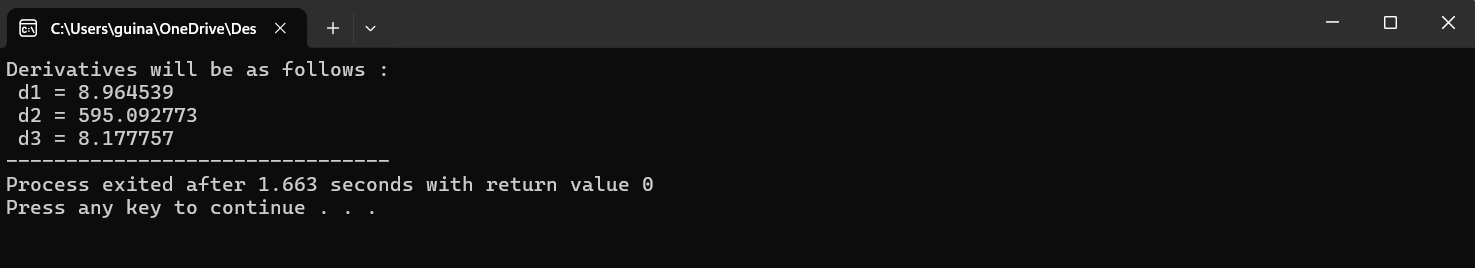 C:\Users\guina\OneDrive\Des
Derivatives will be as follows :
 d1 = 8.964539
 d2 = 595.092773
 d3 = 8.177757
--------------------------------
Process exited after 1.663 seconds with return value 0
Press any key to continue . . .